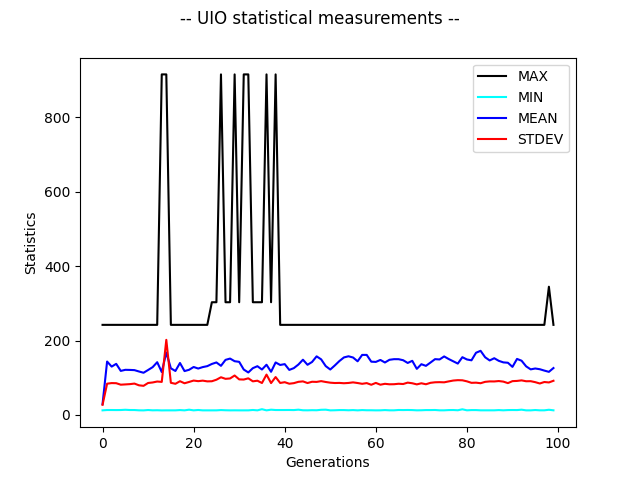 -- UIO statistical measurements --
MAX
MIN
MEAN
STDEV
Statistics
800
600
400
200
0
0 20 40 60 80 100
Generations